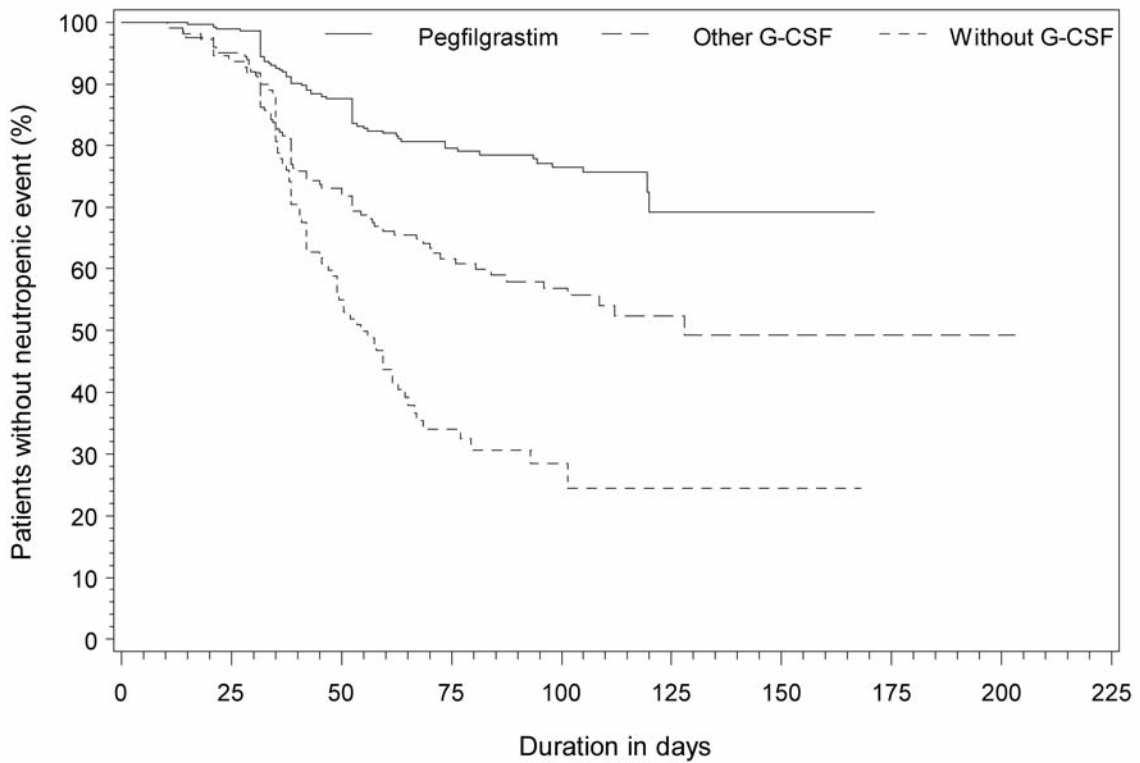 Pegfilgrastim Other G-CSF Without G-CSF
Patients without neutropenic event (%)
100
90
80
70
60
50
40
30
20
10
0
0 25 50 75 100 125 150 175 200 225
Duration in days